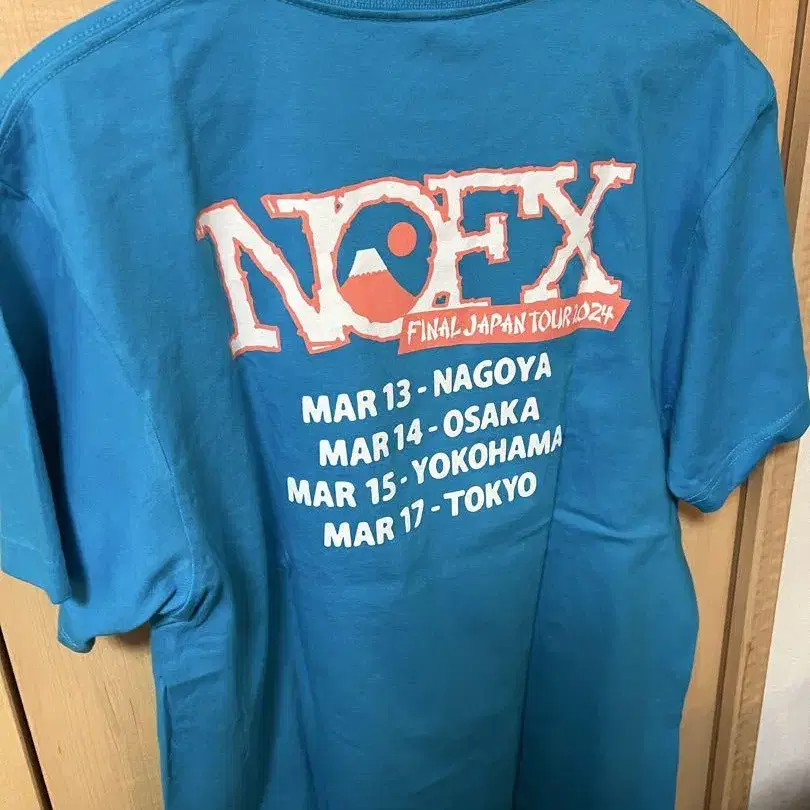 NOFX
FINAL JAPAN TOUR 2024
MAR 13 - NAGOYA
MAR 14 - OSAKA
MAR 15 - YOKOHAMA
MAR 17 - TOKYO